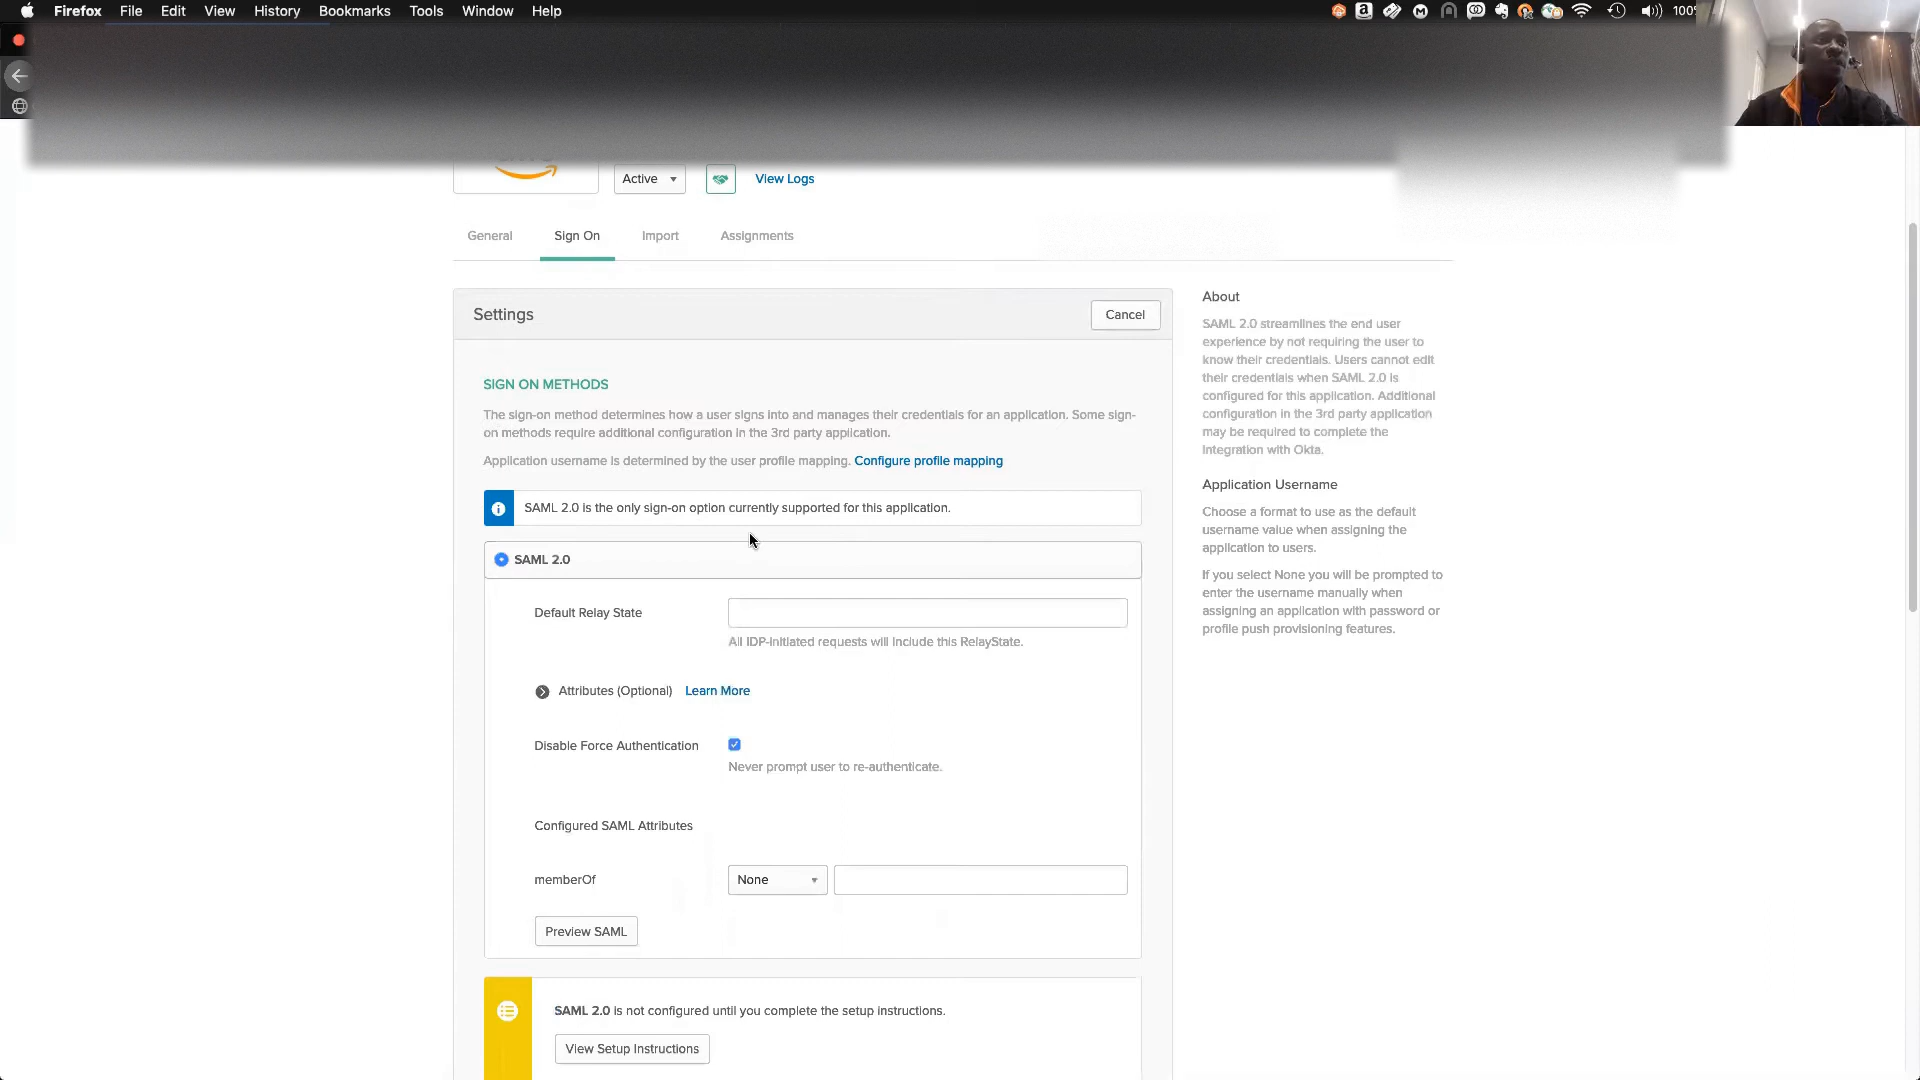 Firefox File Edit View History Bookmarks Tools Window Help 100%
Active View Logs
General Sign On Import Assignments
Settings Cancel
SIGN ON METHODS
The sign-on method determines how a user signs into and manages their credentials for an application. Some sign-
on methods require additional configuration in the 3rd party application.
Application username is determined by the user profile mapping. Configure profile mapping
SAML 2.0 is the only sign-on option currently supported for this application.
SAML 2.0
Default Relay State
All IDP-initiated requests will include this RelayState.
Attributes (Optional) Learn More
Disable Force Authentication
Never prompt user to re-authenticate.
Configured SAML Attributes
memberOf None
Preview SAML
SAML 2.0 is not configured until you complete the setup instructions.
View Setup Instructions
About
SAML 2.0 streamlines the end user
experience by not requiring the user to
know their credentials. Users cannot edit
their credentials when SAML 2.0 is
configured for this application. Additional
configuration in the 3rd party application
may be required to complete the
integration with Okta.
Application Username
Choose a format to use as the default
username value when assigning the
application to users.
If you select None you will be prompted to
enter the username manually when
assigning an application with password or
profile push provisioning features.